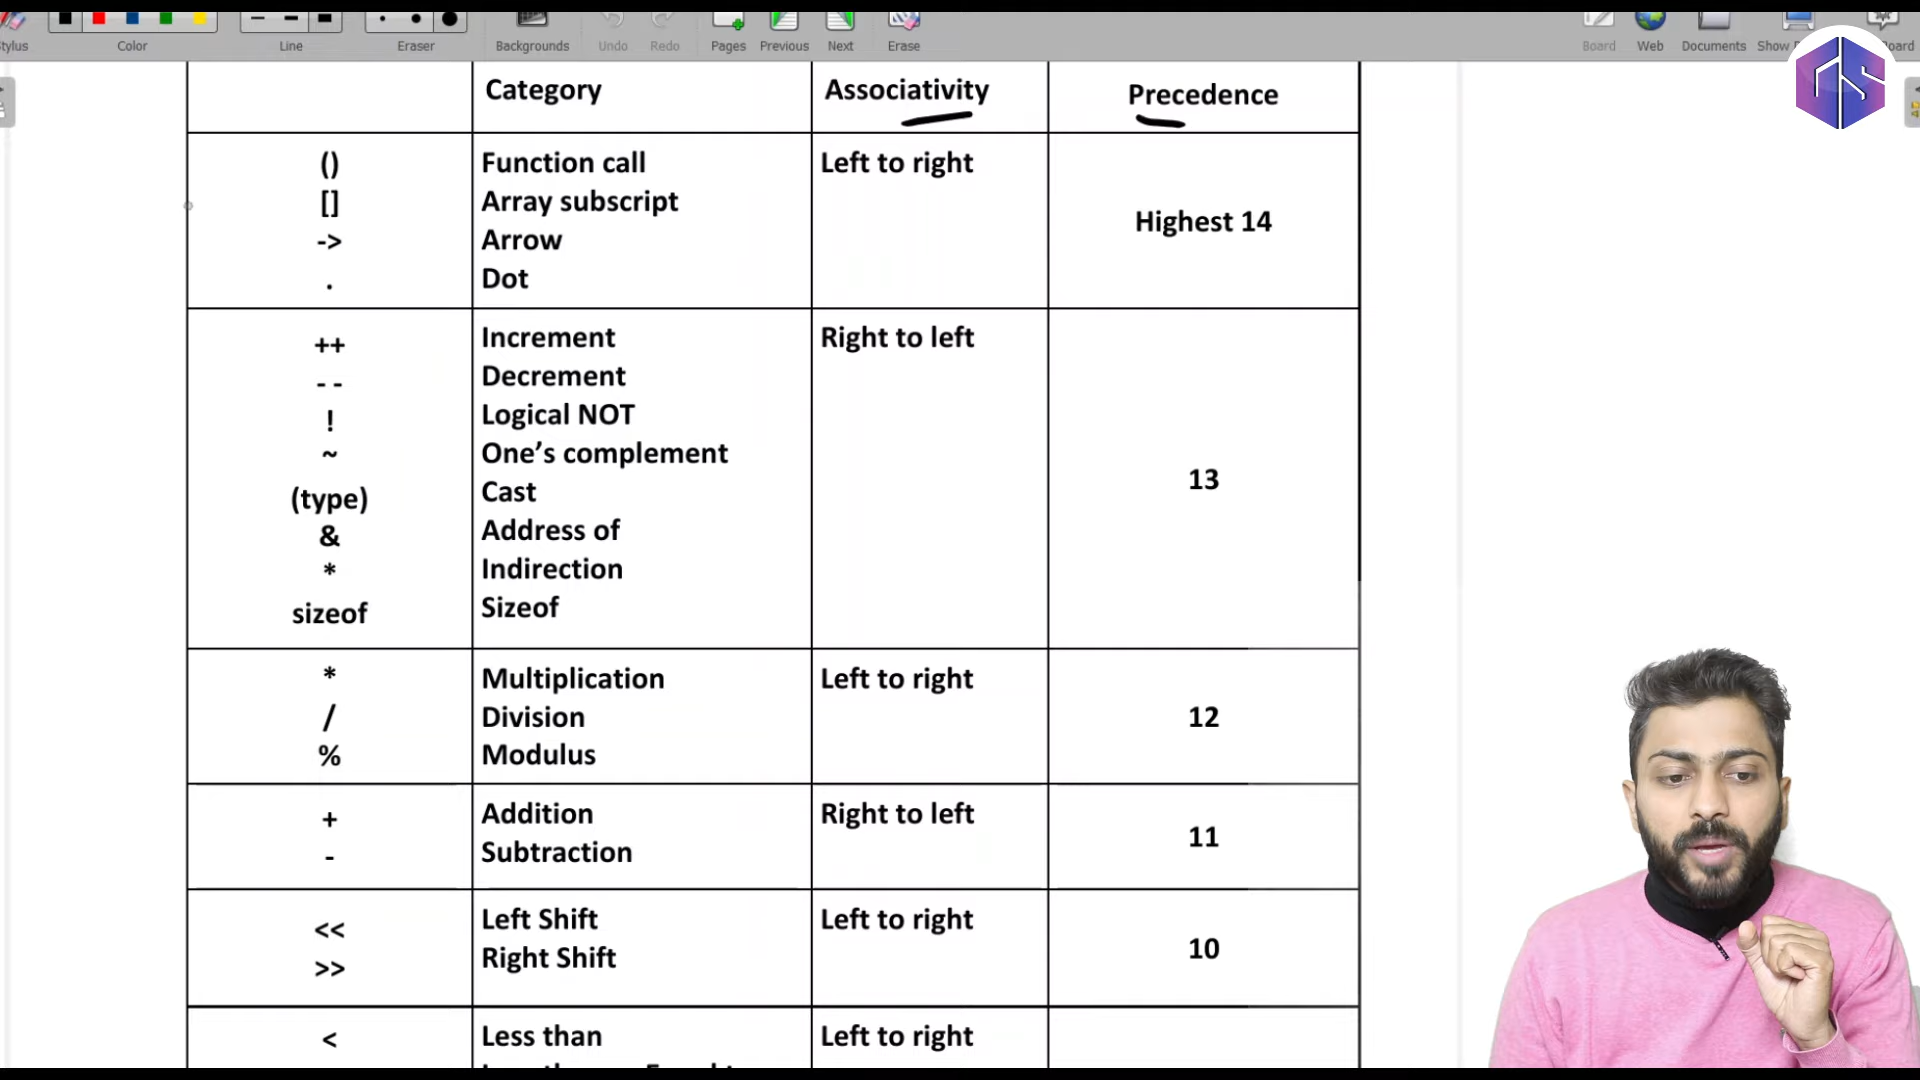 Stylus
Color
Line
Eraser
Backgrounds
Undo
Redo
Pages
Previous
Next
Erase
Board
Web
Documents
Show
Board
Category Associativity Precedence
() Function call Left to right
[] Array subscript
Highest 14
-> Arrow
. Dot
++ Increment Right to left
-- Decrement
! Logical NOT
~ One’s complement
13
(type) Cast
& Address of
* Indirection
sizeof Sizeof
* Multiplication Left to right
/ Division 12
% Modulus
+ Addition Right to left
11
- Subtraction
<< Left Shift Left to right
10
>> Right Shift
< Less than Left to right